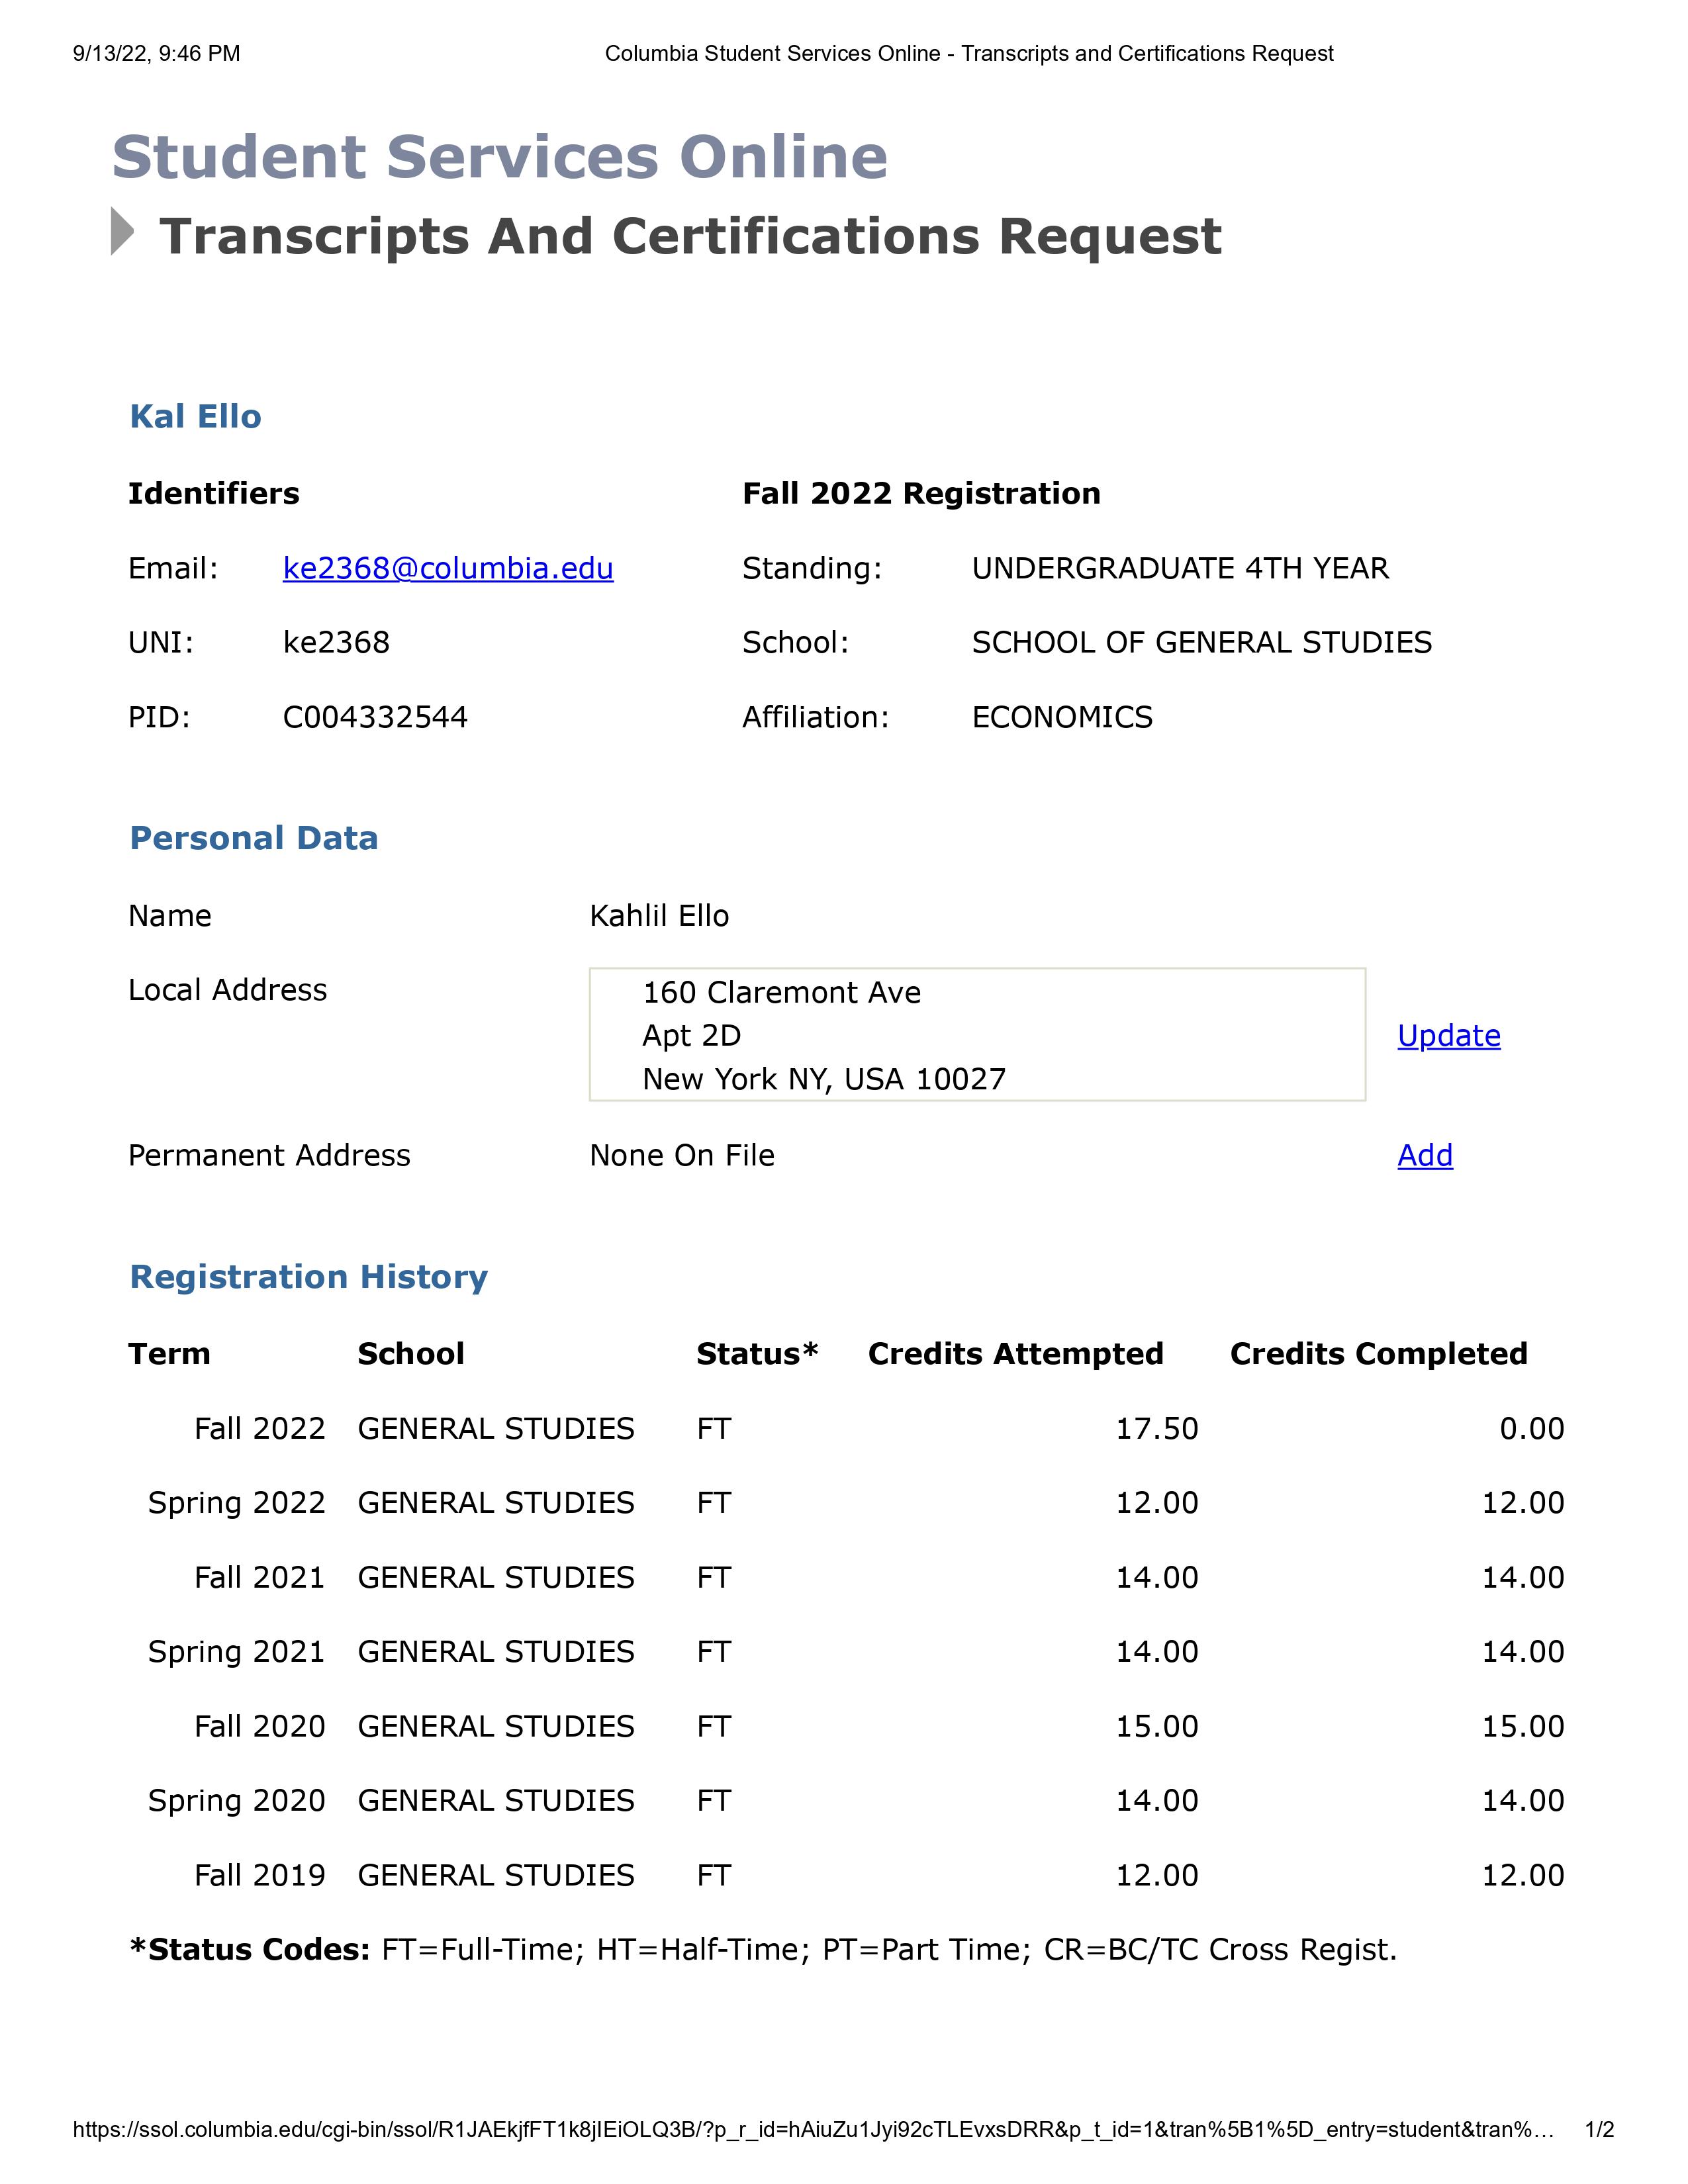 9/13/22, 9:46 PM Columbia Student Services Online - Transcripts and Certifications Request
Student Services Online
Transcripts And Certifications Request
Kal Ello
Identifiers Fall 2022 Registration
Email: ke2368@columbia.edu Standing: UNDERGRADUATE 4TH YEAR
UNI: ke2368 School: SCHOOL OF GENERAL STUDIES
PID: C004332544 Affiliation: ECONOMICS
Personal Data
Name Kahlil Ello
Local Address 160 Claremont Ave
Apt 2D Update
New York NY, USA 10027
Permanent Address None On File Add
Registration History
Term School Status* Credits Attempted Credits Completed
Fall 2022 GENERAL STUDIES FT 17.50 0.00
Spring 2022 GENERAL STUDIES FT 12.00 12.00
Fall 2021 GENERAL STUDIES FT 14.00 14.00
Spring 2021 GENERAL STUDIES FT 14.00 14.00
Fall 2020 GENERAL STUDIES FT 15.00 15.00
Spring 2020 GENERAL STUDIES FT 14.00 14.00
Fall 2019 GENERAL STUDIES FT 12.00 12.00
*Status Codes: FT=Full-Time; HT=Half-Time; PT=Part Time; CR=BC/TC Cross Regist.
https://ssol.columbia.edu/cgi-bin/ssol/R1JAEkjfFT1k8jIEiOLQ3B/?p_r_id=hAiuZu1Jyi92cTLEvxsDRR&p_t_id=1&tran%5B1%5D_entry=student&tran%… 1/2